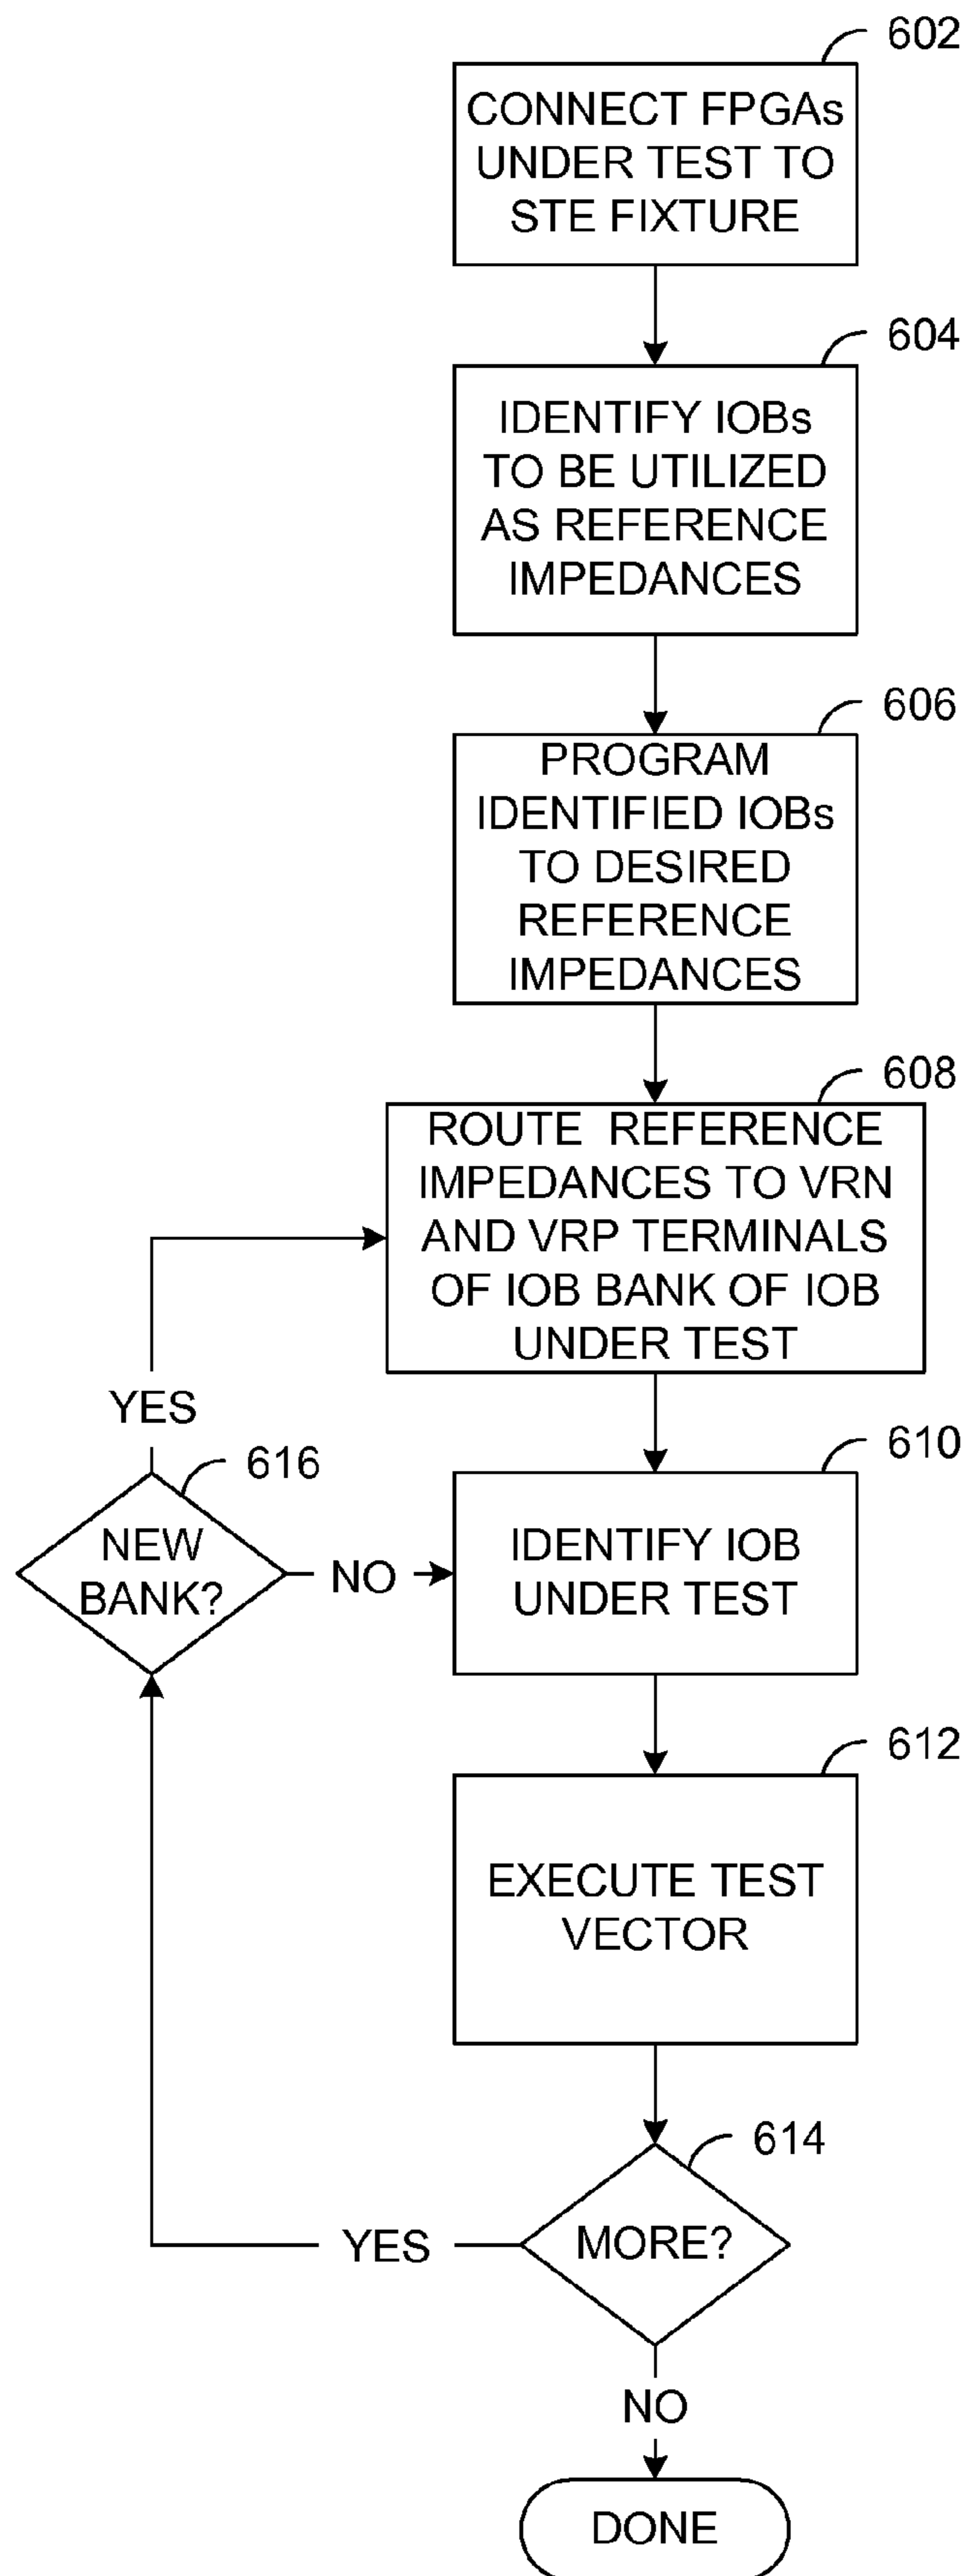 602
CONNECT FPGAs
UNDER TEST TO
STE FIXTURE
604
IDENTIFY IOBs
TO BE UTILIZED
AS REFERENCE
IMPEDANCES
606
PROGRAM
IDENTIFIED IOBs
TO DESIRED
REFERENCE
IMPEDANCES
608
ROUTE REFERENCE
IMPEDANCES TO VRN
AND VRP TERMINALS
OF IOB BANK OF IOB
UNDER TEST
YES
616
NEW
BANK?
NO
610
IDENTIFY IOB
UNDER TEST
612
EXECUTE TEST
VECTOR
614
MORE?
YES
NO
DONE